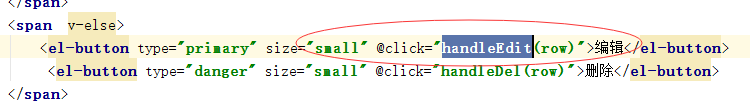 </span>
<span v-else>
<el-button type="primary" size="small" @click="handleEdit(row)">编辑</el-button>
<el-button type="danger" size="small" @click="handleDel(row)">删除</el-button>
</span>